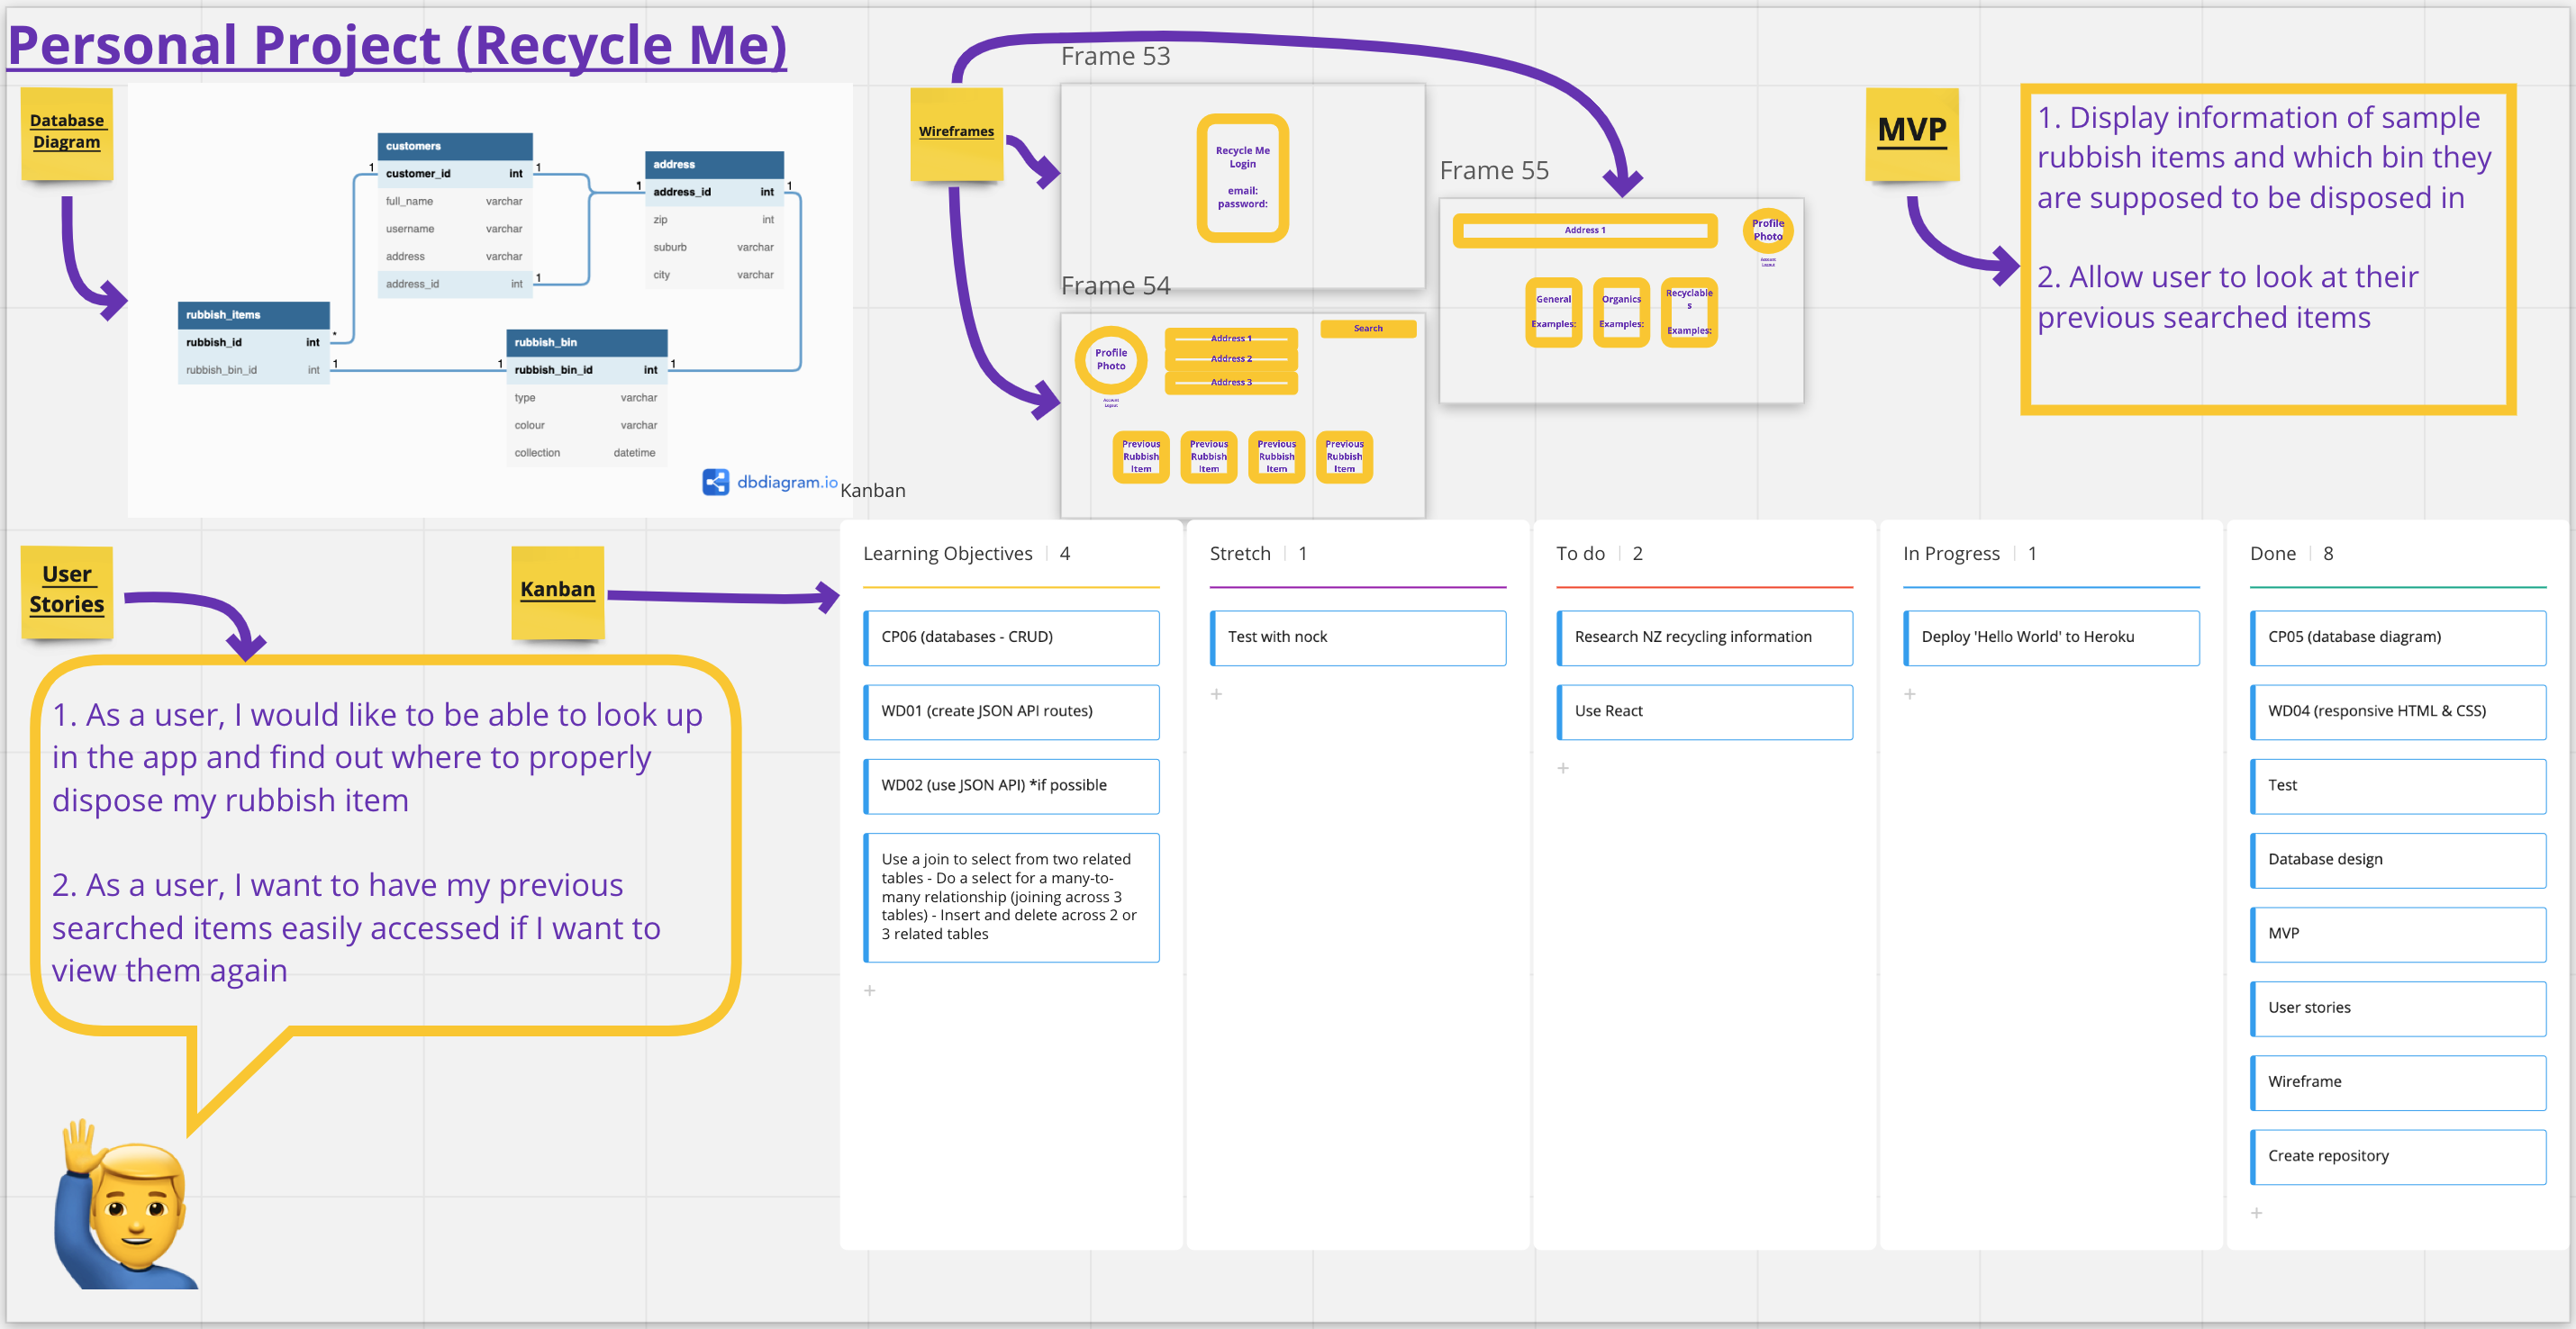 Personal Project (Recycle Me)
Database
Diagram
customers
customer_id int
full_name varchar
username varchar
address varchar
address_id int
1
1
1
1
1
address
address_id int
zip int
suburb varchar
city varchar
rubbish_items
rubbish_id int
rubbish_bin_id int
*
1
1
1
rubbish_bin
rubbish_bin_id int
type varchar
colour varchar
collection datetime
dbdiagram.io
Wireframes
Frame 53
Recycle Me
Login
email:
password:
Frame 54
Profile
Photo
Account
Logout
Address 1
Address 2
Address 3
Search
Previous
Rubbish
Item
Previous
Rubbish
Item
Previous
Rubbish
Item
Previous
Rubbish
Item
Frame 55
Address 1
Profile
Photo
Account
Logout
General
Examples:
Organics
Examples:
Recyclable
s
Examples:
MVP
1. Display information of sample
rubbish items and which bin they
are supposed to be disposed in
2. Allow user to look at their
previous searched items
User
Stories
1. As a user, I would like to be able to look up
in the app and find out where to properly
dispose my rubbish item
2. As a user, I want to have my previous
searched items easily accessed if I want to
view them again
Kanban
Kanban
Learning Objectives 4
CP06 (databases - CRUD)
WD01 (create JSON API routes)
WD02 (use JSON API) *if possible
Use a join to select from two related
tables - Do a select for a many-to-
many relationship (joining across 3
tables) - Insert and delete across 2 or
3 related tables
+
Stretch 1
Test with nock
+
To do 2
Research NZ recycling information
Use React
+
In Progress 1
Deploy 'Hello World' to Heroku
+
Done 8
CP05 (database diagram)
WD04 (responsive HTML & CSS)
Test
Database design
MVP
User stories
Wireframe
Create repository
+